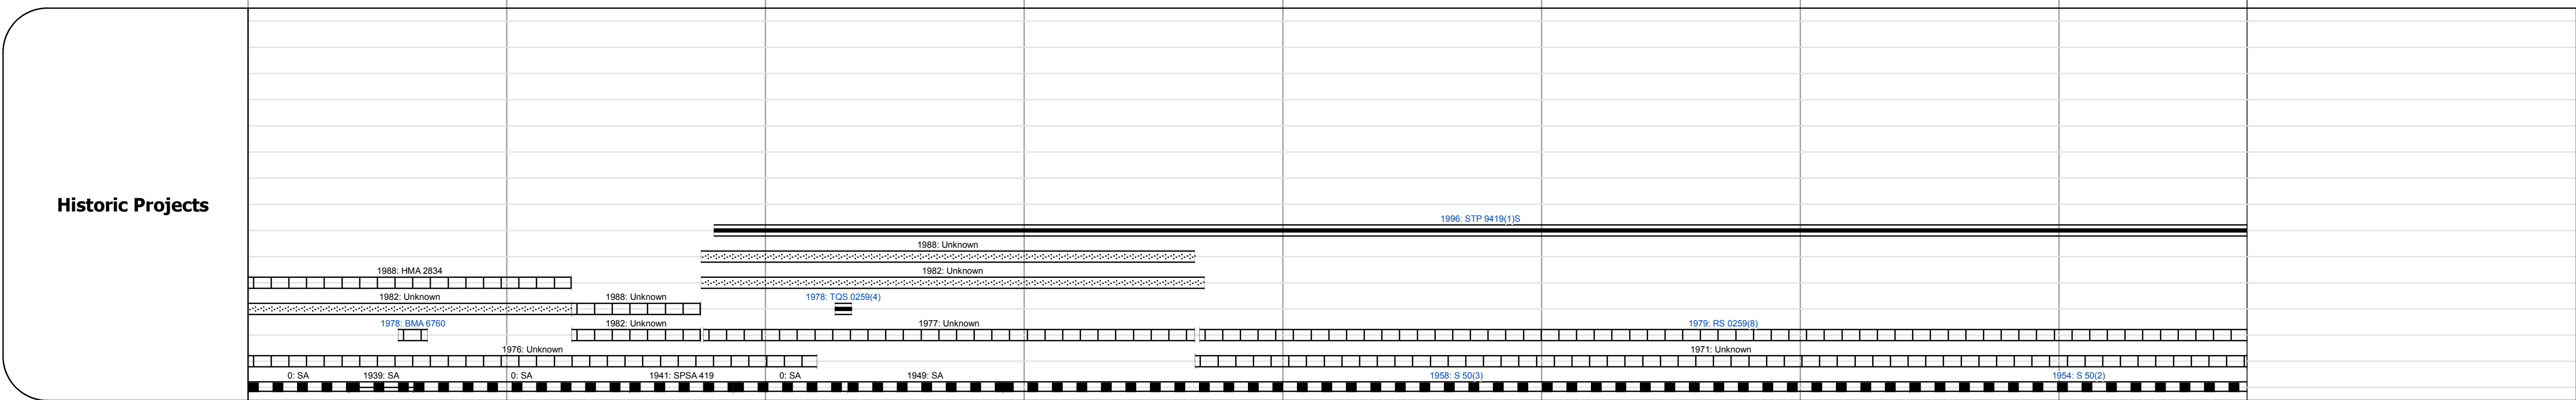 Historic Projects
1996: STP 9419(1)S
1988: Unknown
1988: HMA 2834
1982: Unknown
1982: Unknown
1988: Unknown
1978: TQS 0259(4)
1978: BMA 6760
1982: Unknown
1977: Unknown
1979: RS 0259(8)
1976: Unknown
1971: Unknown
0: SA
1939: SA
0: SA
1941: SPSA 419
0: SA
1949: SA
1958: S 50(3)
1954: S 50(2)